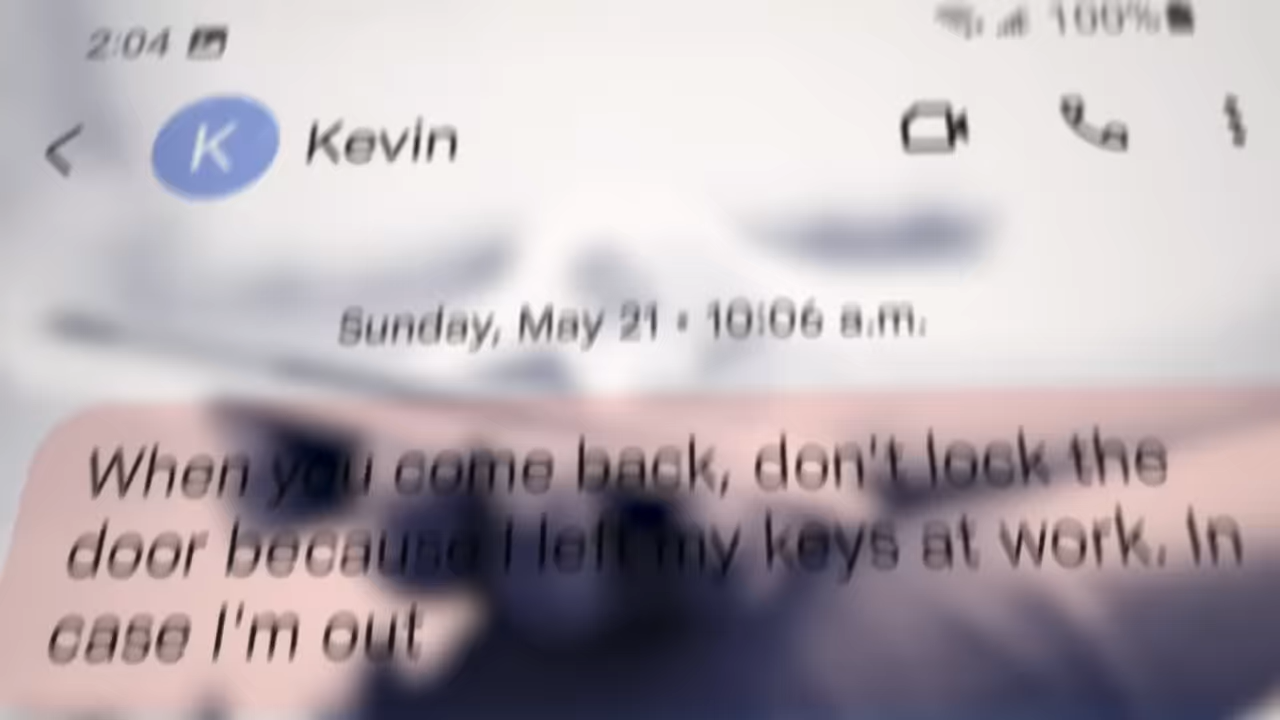 2:04 100%
K Kevin
Sunday, May 21 • 10:06 a.m.
When you come back, don't lock the
door because I left my keys at work. In
case I'm out